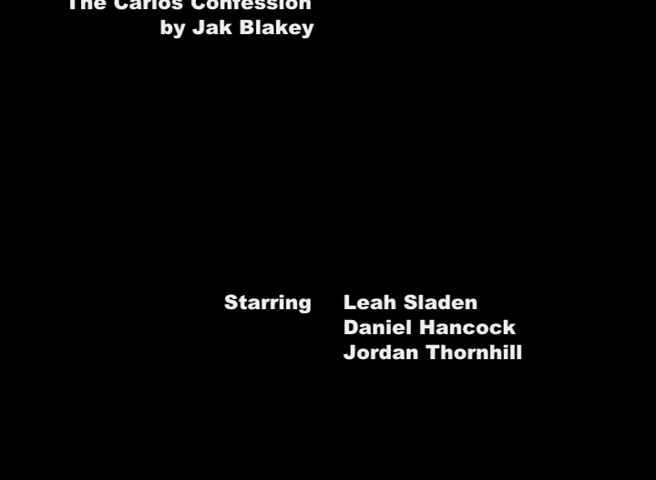 The Carlos Confession
by Jak Blakey
Starring Leah Sladen
Daniel Hancock
Jordan Thornhill